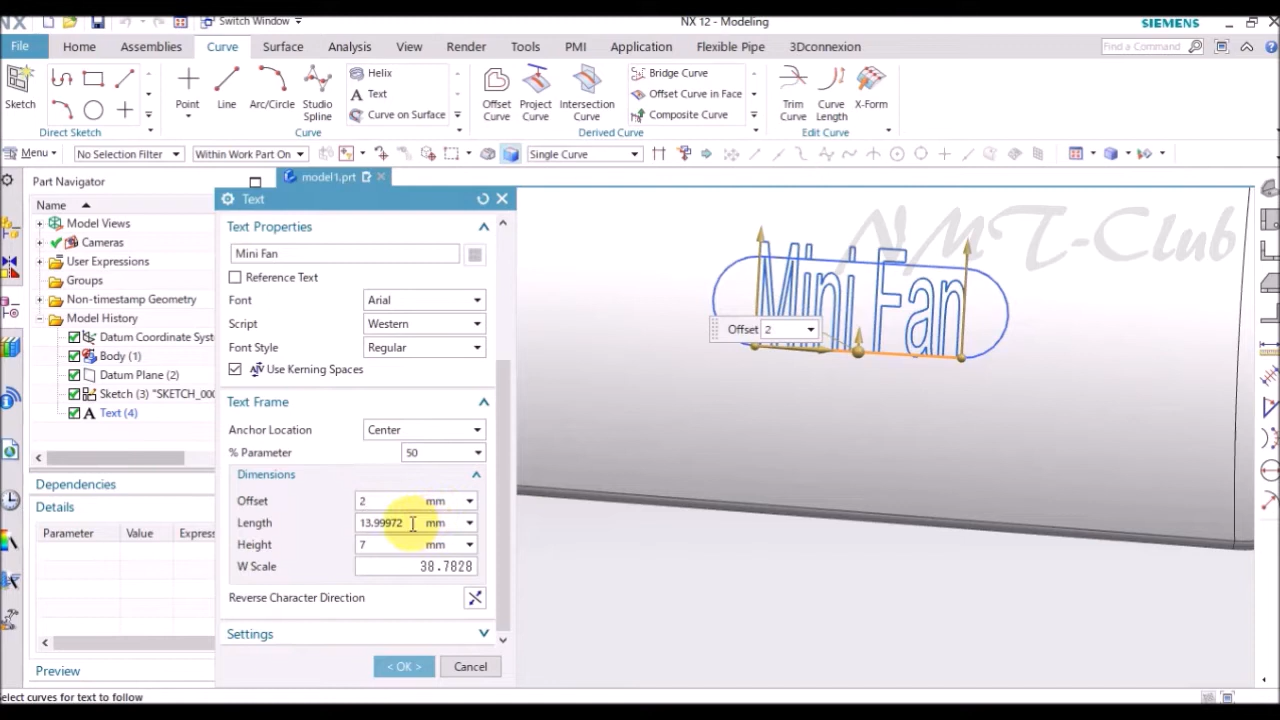 NX
Switch Window
NX 12 - Modeling
SIEMENS
File
Home
Assemblies
Curve
Surface
Analysis
View
Render
Tools
PMI
Application
Flexible Pipe
3Dconnexion
Find a Command
Sketch
Point
Line
Arc/Circle
Studio
Spline
Helix
Text
Curve on Surface
Offset
Curve
Project
Curve
Intersection
Curve
Bridge Curve
Offset Curve in Face
Composite Curve
Trim
Curve
Curve
Length
X-Form
Direct Sketch
Curve
Derived Curve
Edit Curve
Menu
No Selection Filter
Within Work Part On
Single Curve
Part Navigator
model1.prt
Name
Model Views
Cameras
User Expressions
Groups
Non-timestamp Geometry
Model History
Datum Coordinate Syst
Body (1)
Datum Plane (2)
Sketch (3) "SKETCH_000
Text (4)
Dependencies
Details
Parameter
Value
Express
Preview
Text
Text Properties
Mini Fan
Reference Text
Font
Arial
Script
Western
Font Style
Regular
Use Kerning Spaces
Text Frame
Anchor Location
Center
% Parameter
50
Dimensions
Offset
2
mm
Length
13.99972
mm
Height
7
mm
W Scale
38.7828
Reverse Character Direction
Settings
< OK >
Cancel
NMT-Club
Mini Fan
Offset 2
Select curves for text to follow